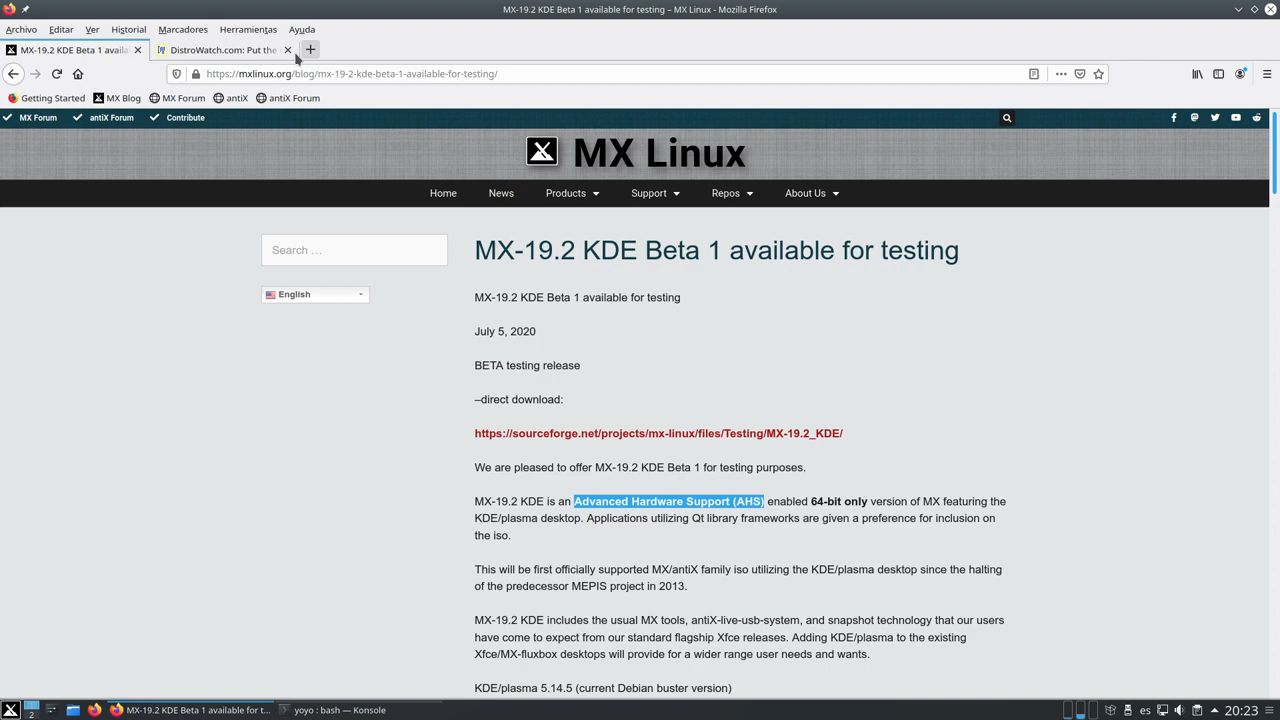 MX-19.2 KDE Beta 1 available for testing – MX Linux - Mozilla Firefox
Archivo Editar Ver Historial Marcadores Herramientas Ayuda
MX-19.2 KDE Beta 1 availa DistroWatch.com: Put the
https://mxlinux.org/blog/mx-19-2-kde-beta-1-available-for-testing/
Getting Started MX Blog MX Forum antiX antiX Forum
MX Forum antiX Forum Contribute
MX Linux
Home News Products Support Repos About Us
Search …
English
MX-19.2 KDE Beta 1 available for testing
MX-19.2 KDE Beta 1 available for testing
July 5, 2020
BETA testing release
–direct download:
https://sourceforge.net/projects/mx-linux/files/Testing/MX-19.2_KDE/
We are pleased to offer MX-19.2 KDE Beta 1 for testing purposes.
MX-19.2 KDE is an Advanced Hardware Support (AHS) enabled 64-bit only version of MX featuring the
KDE/plasma desktop. Applications utilizing Qt library frameworks are given a preference for inclusion on
the iso.
This will be first officially supported MX/antiX family iso utilizing the KDE/plasma desktop since the halting
of the predecessor MEPIS project in 2013.
MX-19.2 KDE includes the usual MX tools, antiX-live-usb-system, and snapshot technology that our users
have come to expect from our standard flagship Xfce releases. Adding KDE/plasma to the existing
Xfce/MX-fluxbox desktops will provide for a wider range user needs and wants.
KDE/plasma 5.14.5 (current Debian buster version)
2 MX-19.2 KDE Beta 1 available for t... yoyo : bash — Konsole es 20:23